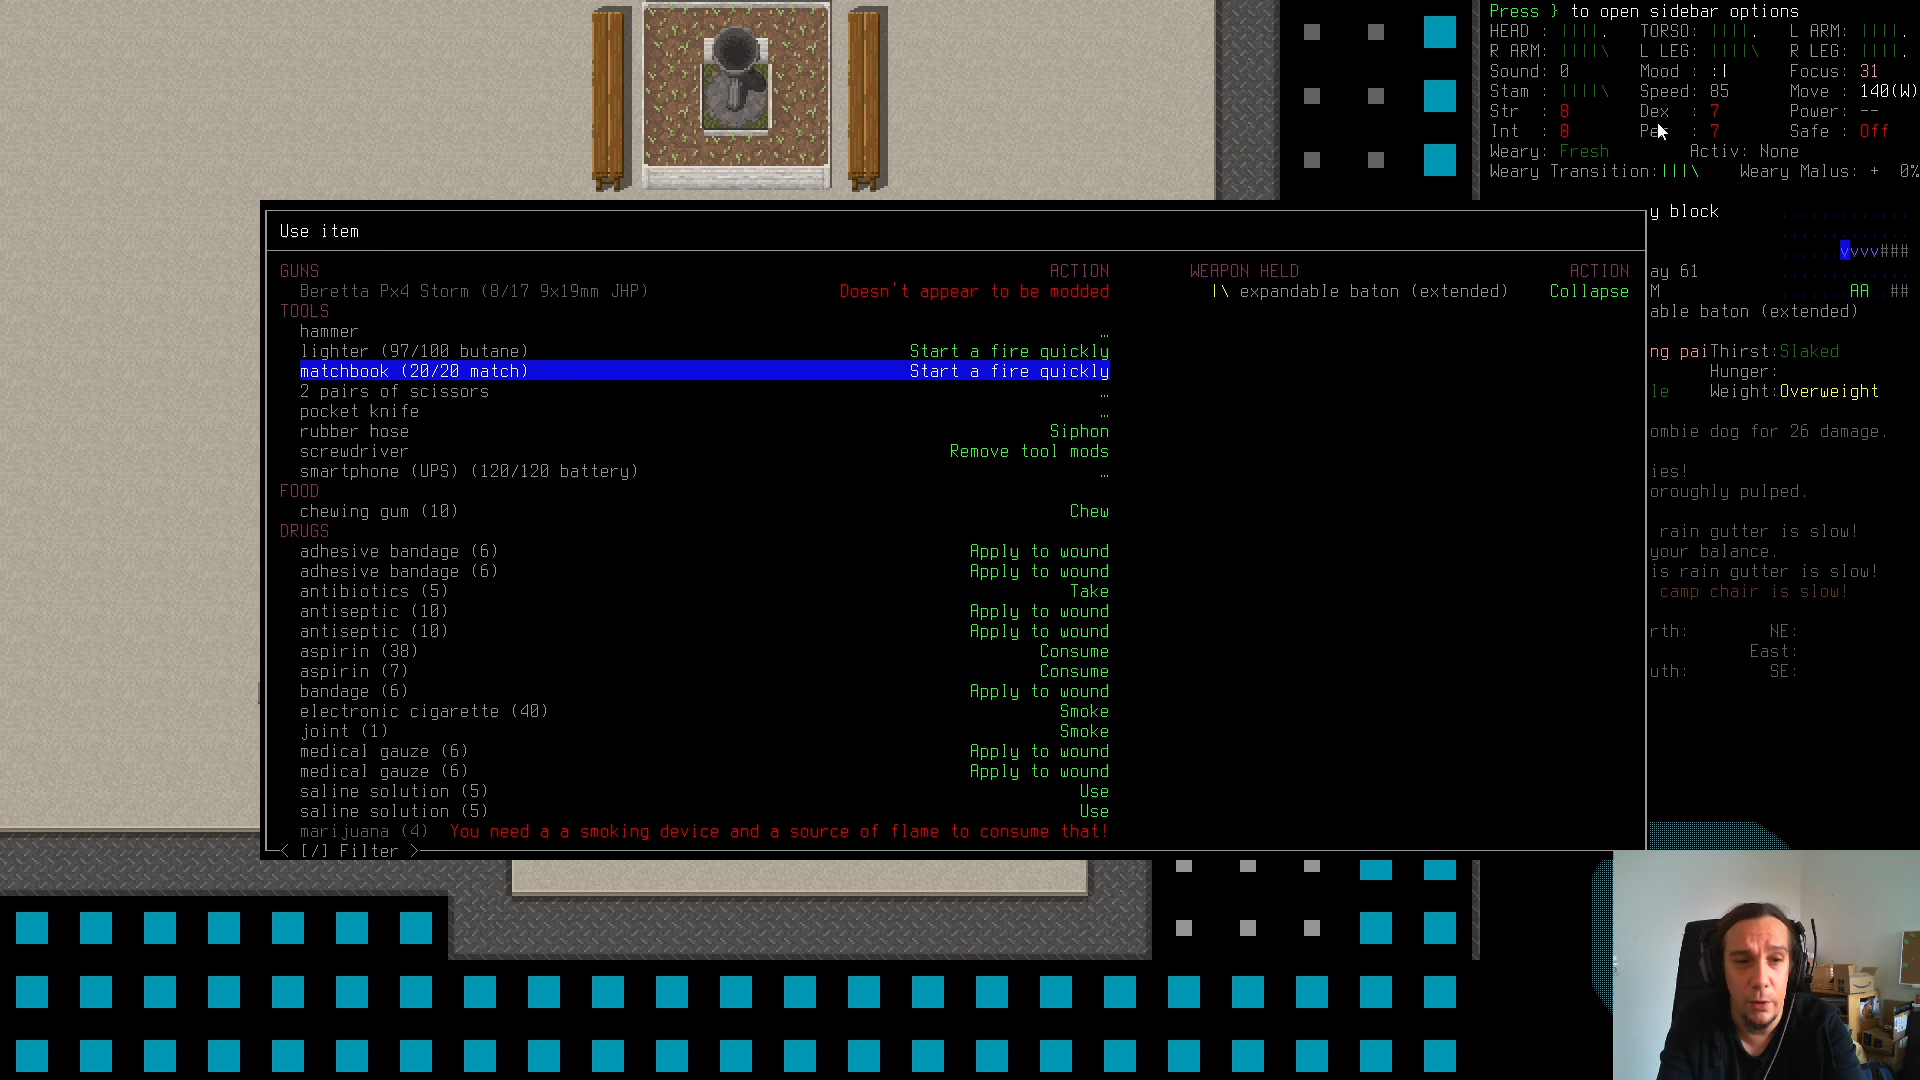 Press } to open sidebar options
HEAD : ||||. TORSO: ||||. L ARM: ||||.
R ARM: ||||\ L LEG: ||||\ R LEG: ||||.
Sound: 0 Mood : :| Focus: 31
Stam : ||||\ Speed: 85 Move : 140(W)
Str : 8 Dex : 7 Power: --
Int : 8 Pe : 7 Safe : Off
Weary: Fresh Activ: None
Weary Transition:|||\ Weary Malus: + 0%
y block
vvvv###
ay 61
M AA ##
able baton (extended)
ng pai Thirst:Slaked
Hunger:
le Weight:Overweight
ombie dog for 26 damage.
ies!
oroughly pulped.
rain gutter is slow!
your balance.
is rain gutter is slow!
camp chair is slow!
rth: NE:
East:
uth: SE:
Use item
GUNS ACTION
Beretta Px4 Storm (8/17 9x19mm JHP) Doesn't appear to be modded
TOOLS
hammer …
lighter (97/100 butane) Start a fire quickly
matchbook (20/20 match) Start a fire quickly
2 pairs of scissors …
pocket knife …
rubber hose Siphon
screwdriver Remove tool mods
smartphone (UPS) (120/120 battery) …
FOOD
chewing gum (10) Chew
DRUGS
adhesive bandage (6) Apply to wound
adhesive bandage (6) Apply to wound
antibiotics (5) Take
antiseptic (10) Apply to wound
antiseptic (10) Apply to wound
aspirin (38) Consume
aspirin (7) Consume
bandage (6) Apply to wound
electronic cigarette (40) Smoke
joint (1) Smoke
medical gauze (6) Apply to wound
medical gauze (6) Apply to wound
saline solution (5) Use
saline solution (5) Use
marijuana (4) You need a a smoking device and a source of flame to consume that!
< [/] Filter >
WEAPON HELD ACTION
|\ expandable baton (extended) Collapse